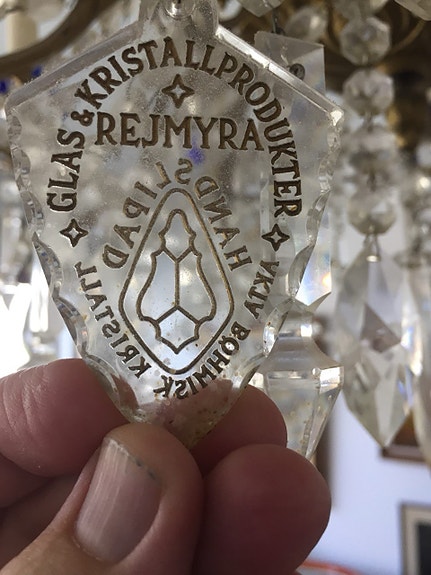 GLAS & KRISTALLPRODUKTER
REJMYRA
HANDSLIPAD
ÄKTA BÖHMISK KRISTALL